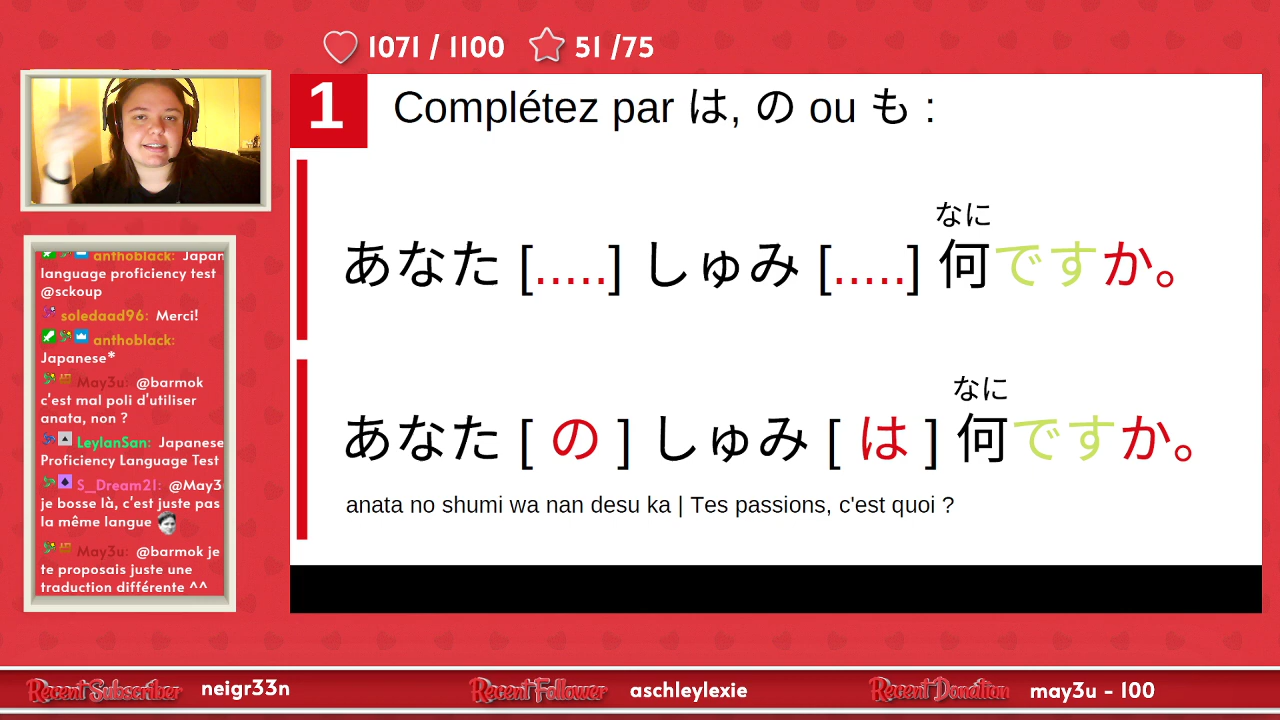 1071 / 1100 51 /75
1 Complétez par は, の ou も :
なに
あなた [.....] しゅみ [.....] 何ですか。
なに
あなた [ の ] しゅみ [ は ] 何ですか。
anata no shumi wa nan desu ka | Tes passions, c'est quoi ?
anthoblack: Japan
language proficiency test
@sckoup
soledaad96: Merci!
anthoblack:
Japanese*
May3u: @barmok
c'est mal poli d'utiliser
anata, non ?
LeylanSan: Japanese
Proficiency Language Test
S_Dream21: @May3
je bosse là, c'est juste pas
la même langue
May3u: @barmok je
te proposais juste une
traduction différente ^^
Recent Subscriber neigr33n Recent Follower aschleylexie Recent Donation may3u - 100